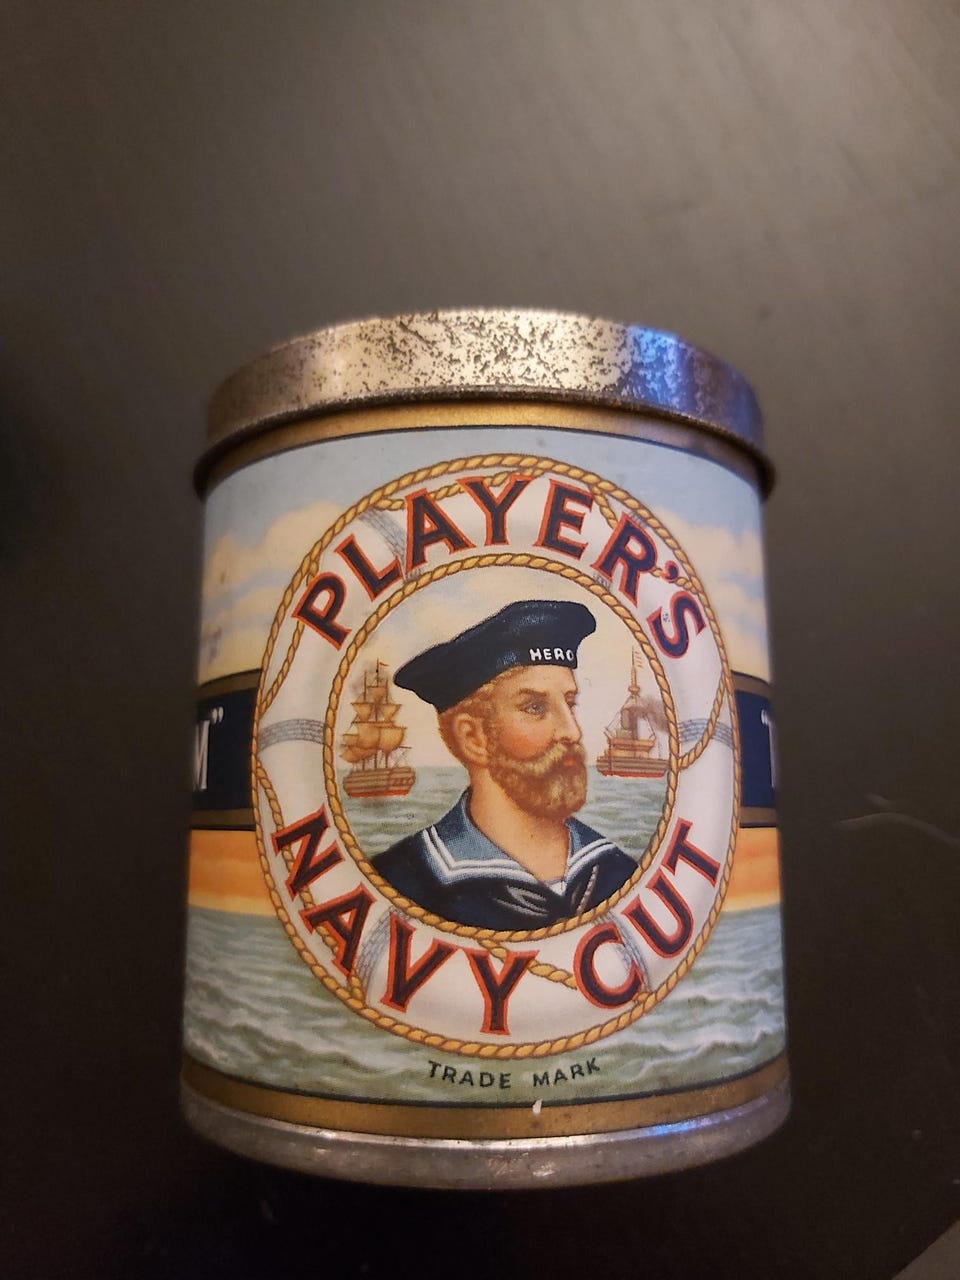 PLAYER'S
HERO
NAVY CUT
TRADE MARK